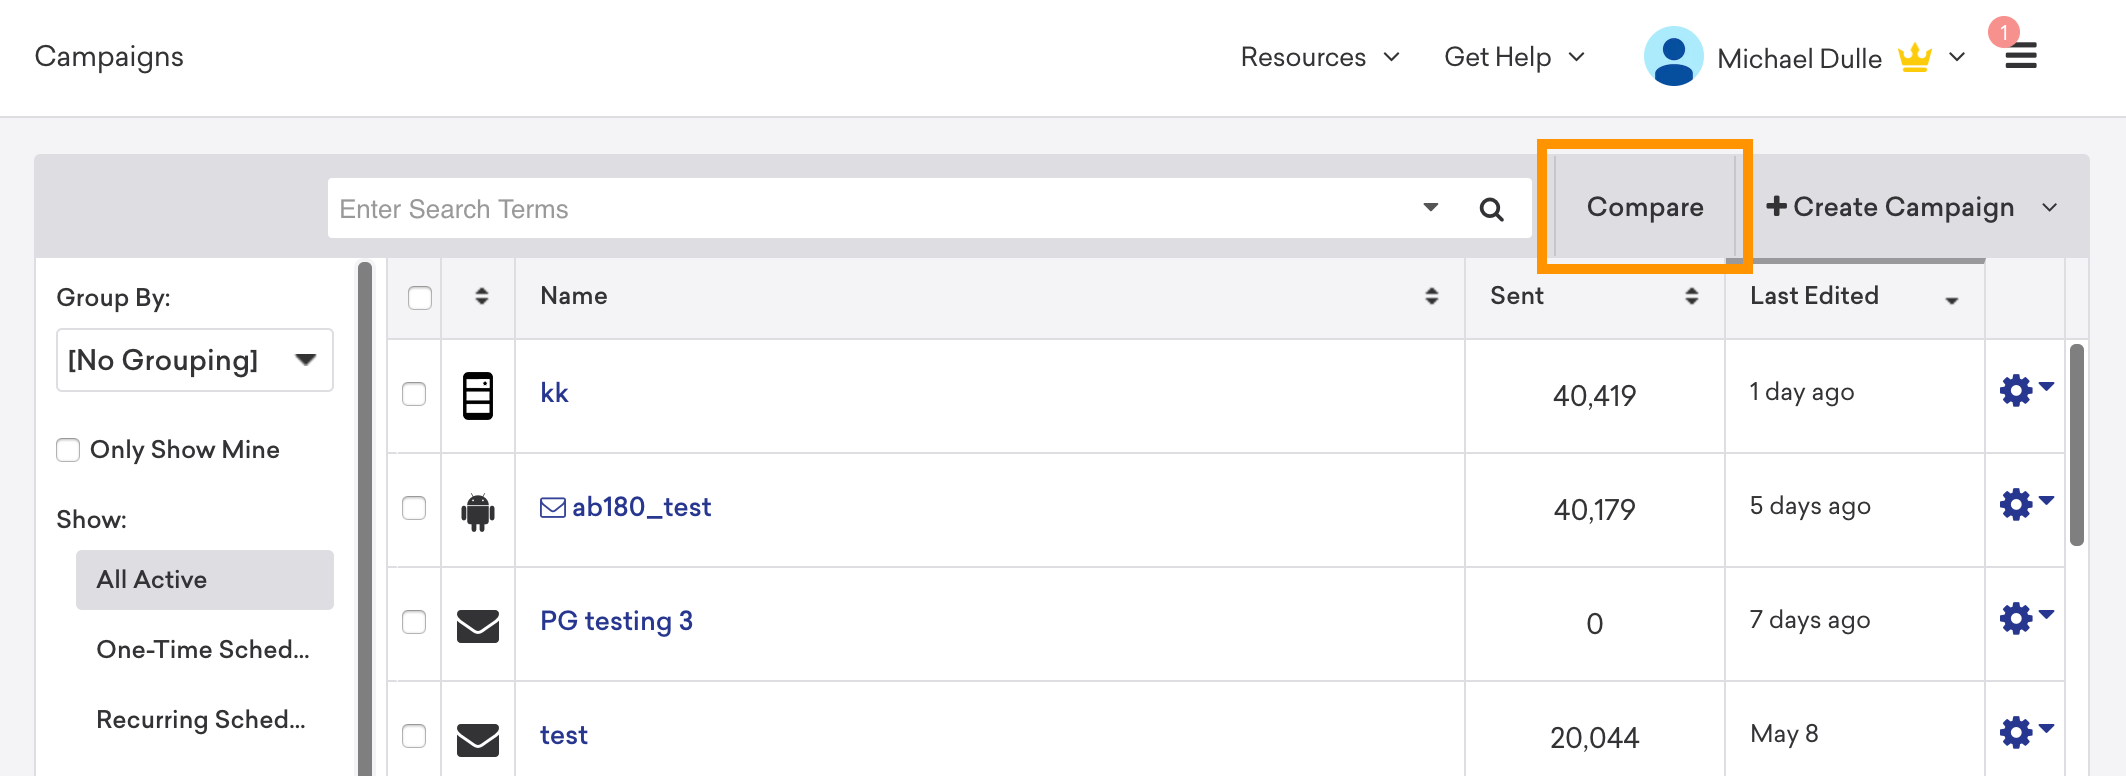 Campaigns
Resources
Get Help
Michael Dulle
1
Enter Search Terms
Compare
Create Campaign
Group By:
[No Grouping]
Only Show Mine
Show:
All Active
One-Time Sched...
Recurring Sched...
Name Sent Last Edited
kk 40,419 1 day ago
ab180_test 40,179 5 days ago
PG testing 3 0 7 days ago
test 20,044 May 8